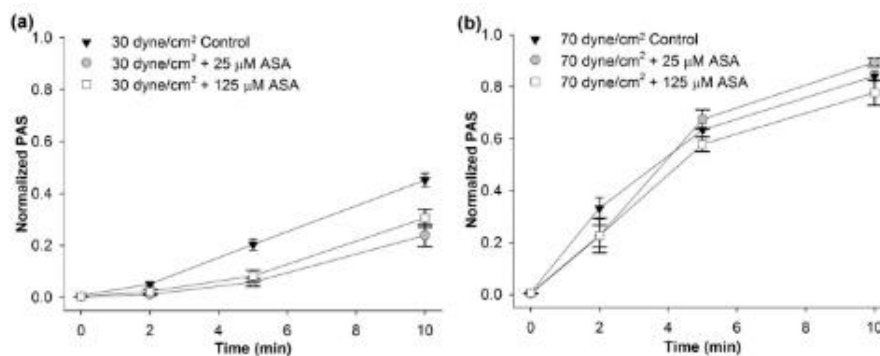 (a)
30 dyne/cm² Control
30 dyne/cm² + 25 μM ASA
30 dyne/cm² + 125 μM ASA
Normalized PAS
1.0
0.8
0.6
0.4
0.2
0.0
0 2 4 6 8 10
Time (min)
(b)
70 dyne/cm² Control
70 dyne/cm² + 25 μM ASA
70 dyne/cm² + 125 μM ASA
Normalized PAS
1.0
0.8
0.6
0.4
0.2
0.0
0 2 4 6 8 10
Time (min)